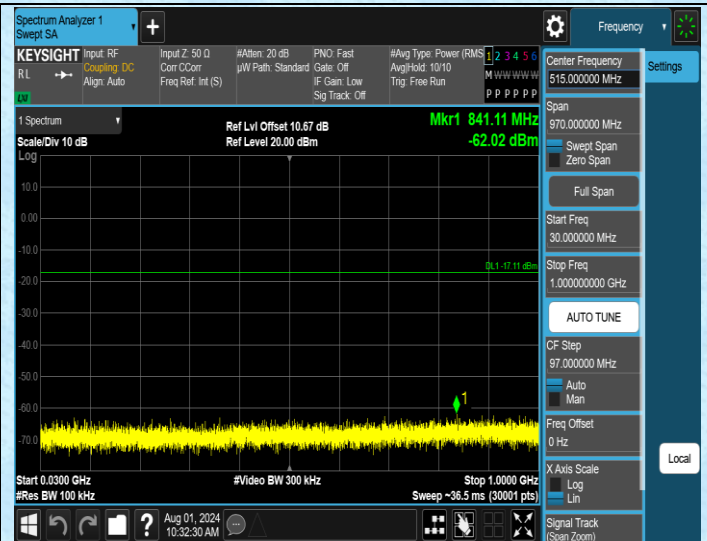 Spectrum Analyzer 1
Swept SA
+
Frequency
KEYSIGHT
RL
LXI
Input: RF
Coupling: DC
Align: Auto
Input Z: 50 Ω
Corr CCorr
Freq Ref: Int (S)
#Atten: 20 dB
µW Path: Standard
PNO: Fast
Gate: Off
IF Gain: Low
Sig Track: Off
#Avg Type: Power (RMS
Avg|Hold: 10/10
Trig: Free Run
1 2 3 4 5 6
M W W W W W
P P P P P P
1 Spectrum
Scale/Div 10 dB
Log
Ref Lvl Offset 10.67 dB
Ref Level 20.00 dBm
Mkr1 841.11 MHz
-62.02 dBm
10.0
0.00
-10.0
-20.0
-30.0
-40.0
-50.0
-60.0
-70.0
DL1 -17.11 dBm
1
Start 0.0300 GHz
#Res BW 100 kHz
#Video BW 300 kHz
Stop 1.0000 GHz
Sweep ~36.5 ms (30001 pts)
Aug 01, 2024
10:32:30 AM
?
Center Frequency
515.000000 MHz
Settings
Span
970.000000 MHz
Swept Span
Zero Span
Full Span
Start Freq
30.000000 MHz
Stop Freq
1.000000000 GHz
AUTO TUNE
CF Step
97.000000 MHz
Auto
Man
Freq Offset
0 Hz
X Axis Scale
Log
Lin
Signal Track
(Span Zoom)
Local